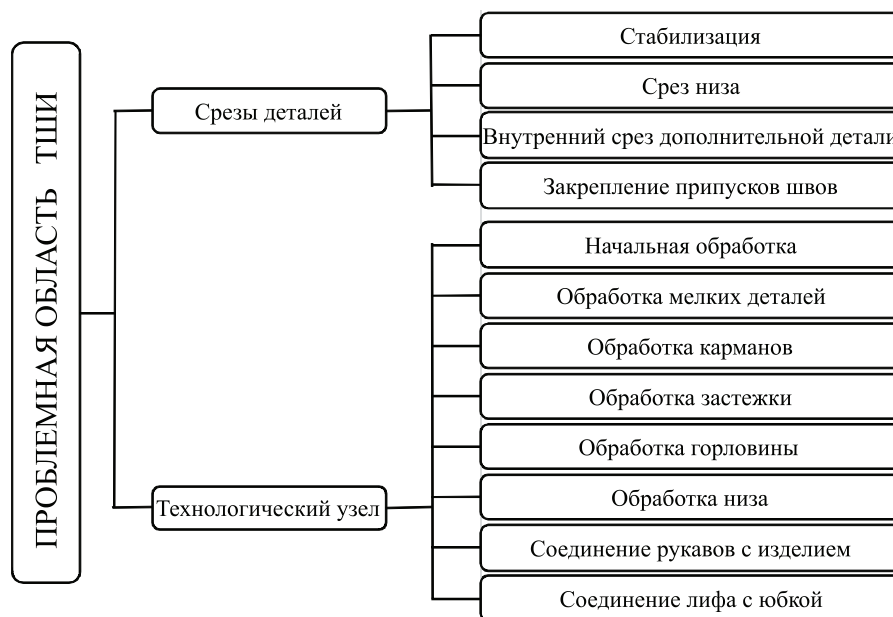 ПРОБЛЕМНАЯ ОБЛАСТЬ ТШИ
Срезы деталей
Стабилизация
Срез низа
Внутренний срез дополнительной детали
Закрепление припусков швов
Технологический узел
Начальная обработка
Обработка мелких деталей
Обработка карманов
Обработка застежки
Обработка горловины
Обработка низа
Соединение рукавов с изделием
Соединение лифа с юбкой